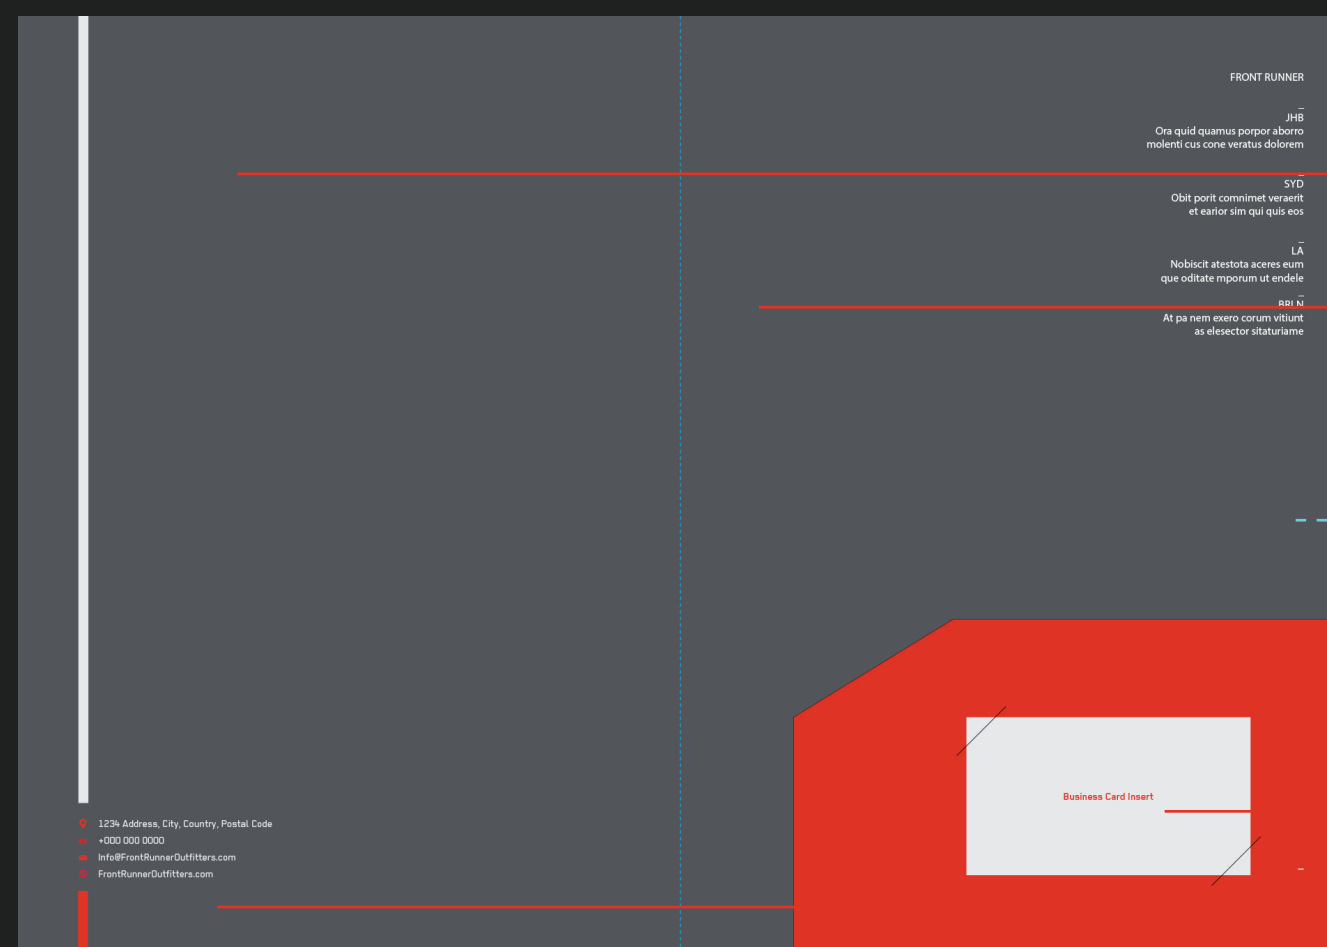 FRONT RUNNER
–
JHB
Ora quid quamus porpor aborro
molenti cus cone veratus dolorem
–
SYD
Obit porit comnimet veraerit
et earior sim qui quis eos
–
LA
Nobiscit atestota aceres eum
que oditate mporum ut endele
–
BRLN
At pa nem exero corum vitiunt
as elesector sitaturiame
Business Card Insert
–
1234 Address, City, Country, Postal Code
+000 000 0000
Info@FrontRunnerOutfitters.com
FrontRunnerOutfitters.com